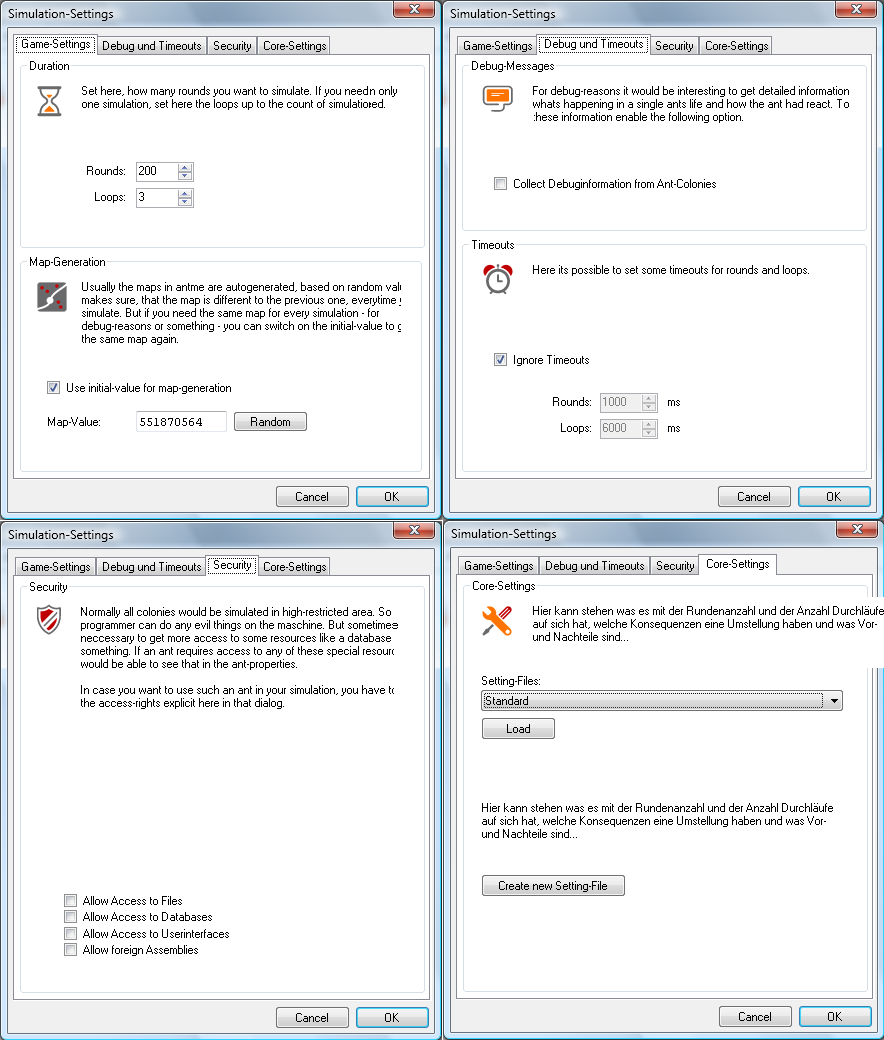 Simulation-Settings
Game-Settings Debug und Timeouts Security Core-Settings
Duration
Set here, how many rounds you want to simulate. If you needn only
one simulation, set here the loops up to the count of simulatiored.
Rounds: 200
Loops: 3
Map-Generation
Usually the maps in antme are autogenerated, based on random valu
makes sure, that the map is different to the previous one, everytime y
simulate. But if you need the same map for every simulation - for
debug-reasons or something - you can switch on the initial-value to g
the same map again.
Use initial-value for map-generation
Map-Value: 551870564 Random
Cancel OK
Simulation-Settings
Game-Settings Debug und Timeouts Security Core-Settings
Debug-Messages
For debug-reasons it would be interesting to get detailed information
whats happening in a single ants life and how the ant had react. To
these information enable the following option.
Collect Debuginformation from Ant-Colonies
Timeouts
Here its possible to set some timeouts for rounds and loops.
Ignore Timeouts
Rounds: 1000 ms
Loops: 6000 ms
Cancel OK
Simulation-Settings
Game-Settings Debug und Timeouts Security Core-Settings
Security
Normally all colonies would be simulated in high-restricted area. So
programmer can do any evil things on the maschine. But sometimes
neccessary to get more access to some resources like a database
something. If an ant requires access to any of these special resourc
would be able to see that in the ant-properties.
In case you want to use such an ant in your simulation, you have to
the access-rights explicit here in that dialog.
Allow Access to Files
Allow Access to Databases
Allow Access to Userinterfaces
Allow foreign Assemblies
Cancel OK
Simulation-Settings
Game-Settings Debug und Timeouts Security Core-Settings
Core-Settings
Hier kann stehen was es mit der Rundenanzahl und der Anzahl Durchläufe
auf sich hat, welche Konsequenzen eine Umstellung haben und was Vor-
und Nachteile sind...
Setting-Files:
Standard
Load
Hier kann stehen was es mit der Rundenanzahl und der Anzahl Durchläufe
auf sich hat, welche Konsequenzen eine Umstellung haben und was Vor-
und Nachteile sind...
Create new Setting-File
Cancel OK